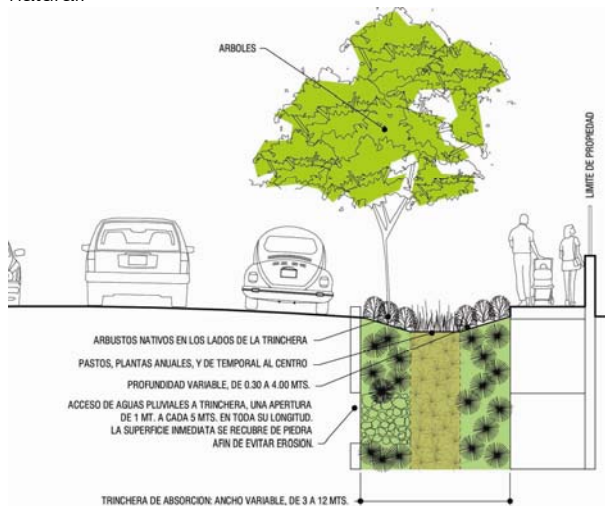 ARBOLES
LIMITE DE PROPIEDAD
ARBUSTOS NATIVOS EN LOS LADOS DE LA TRINCHERA
PASTOS, PLANTAS ANUALES, Y DE TEMPORAL AL CENTRO
PROFUNDIDAD VARIABLE, DE 0.30 A 4.00 MTS.
ACCESO DE AGUAS PLUVIALES A TRINCHERA, UNA APERTURA
DE 1 MT. A CADA 5 MTS. EN TODA SU LONGITUD.
LA SUPERFICIE INMEDIATA SE RECUBRE DE PIEDRA
AFIN DE EVITAR EROSION.
TRINCHERA DE ABSORCION: ANCHO VARIABLE, DE 3 A 12 MTS.